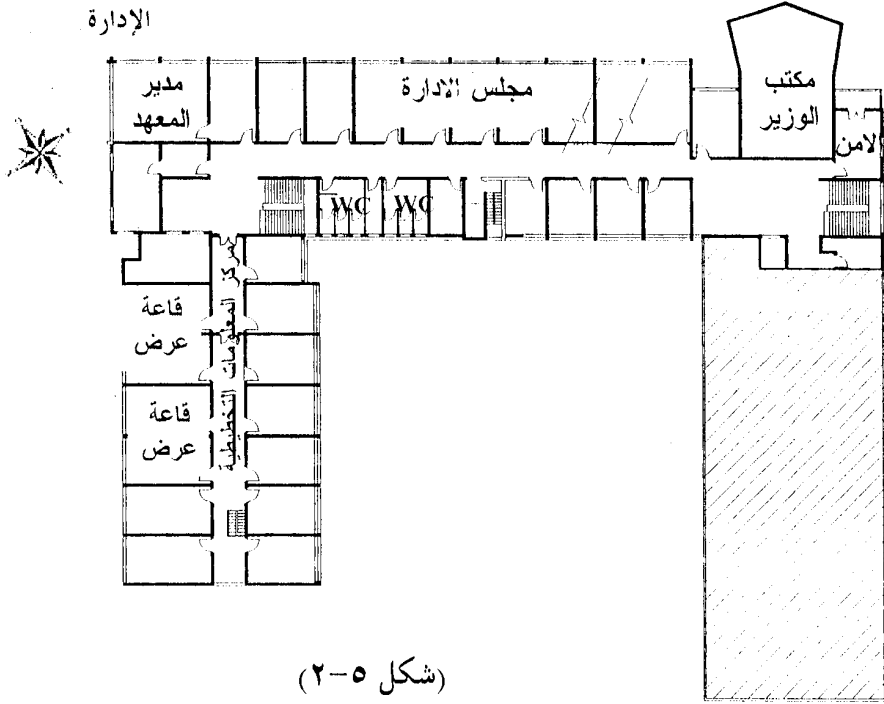 الإدارة
مدير
المعهد
مجلس الادارة
مكتب
الوزير
الامن
WC
WC
مركز المعلومات التخطيطية
قاعة
عرض
قاعة
عرض
(شكل ٥-٢)